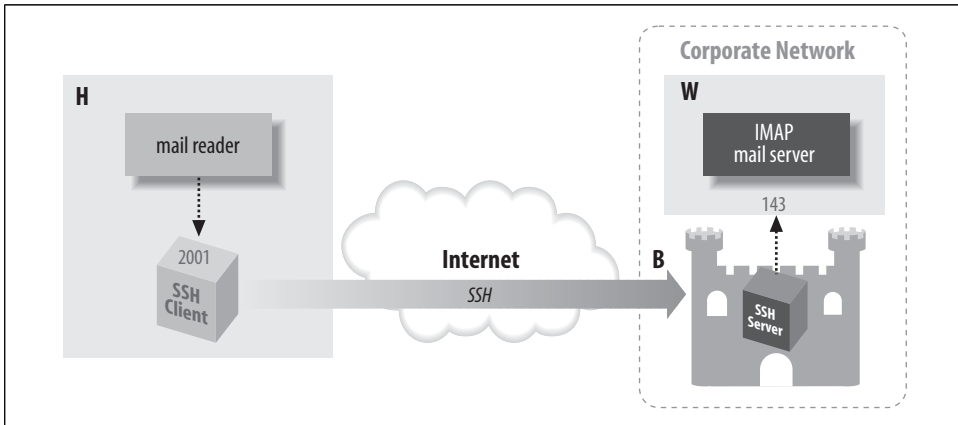 Corporate Network
H
W
mail reader
IMAP
mail server
143
2001
SSH
Client
Internet
SSH
B
SSH
Server